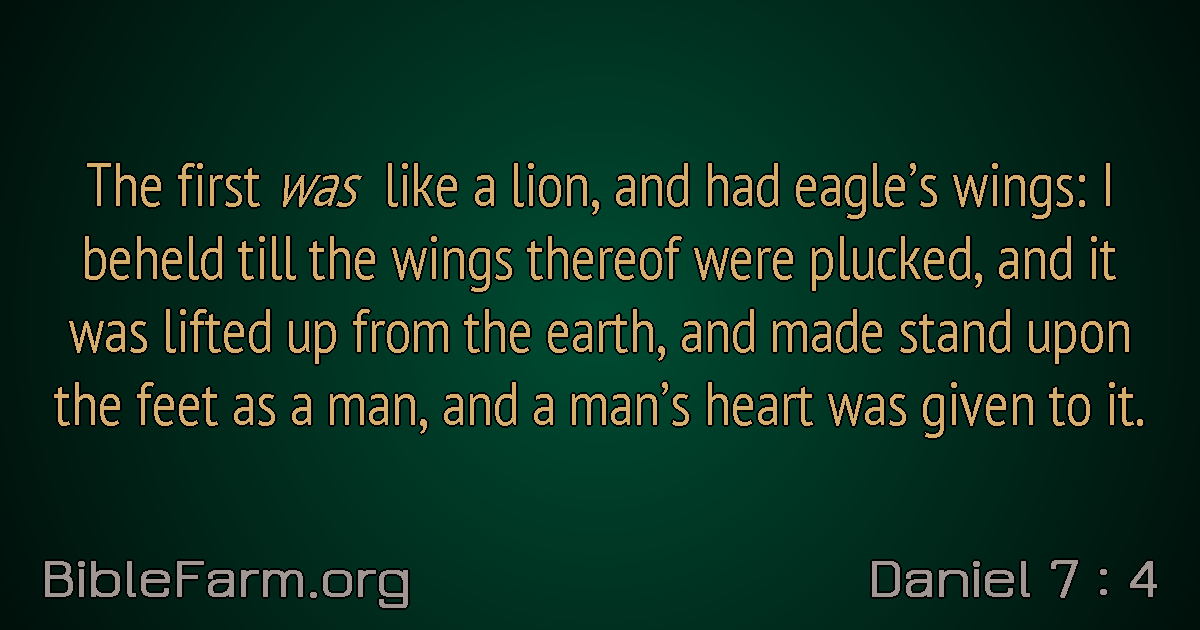 The first was like a lion, and had eagle’s wings: I
beheld till the wings thereof were plucked, and it
was lifted up from the earth, and made stand upon
the feet as a man, and a man’s heart was given to it.
BibleFarm.org
Daniel 7 : 4